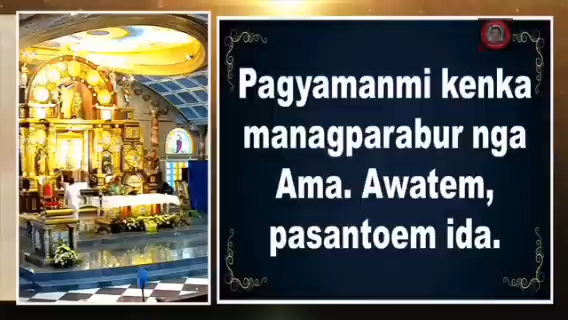 Pagyamanmi kenka
managparabur nga
Ama. Awatem,
pasantoem ida.